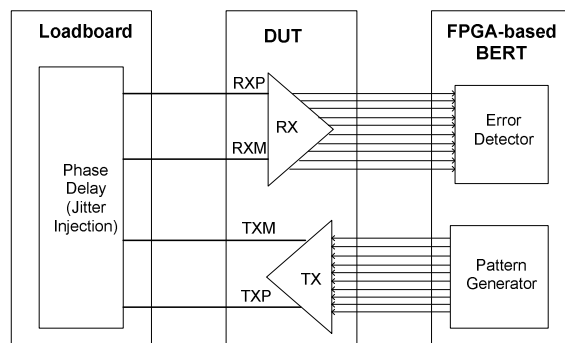 Loadboard
DUT
FPGA-based
BERT
RXP
RX
RXM
Error
Detector
Phase
Delay
(Jitter
Injection)
TXM
TX
TXP
Pattern
Generator